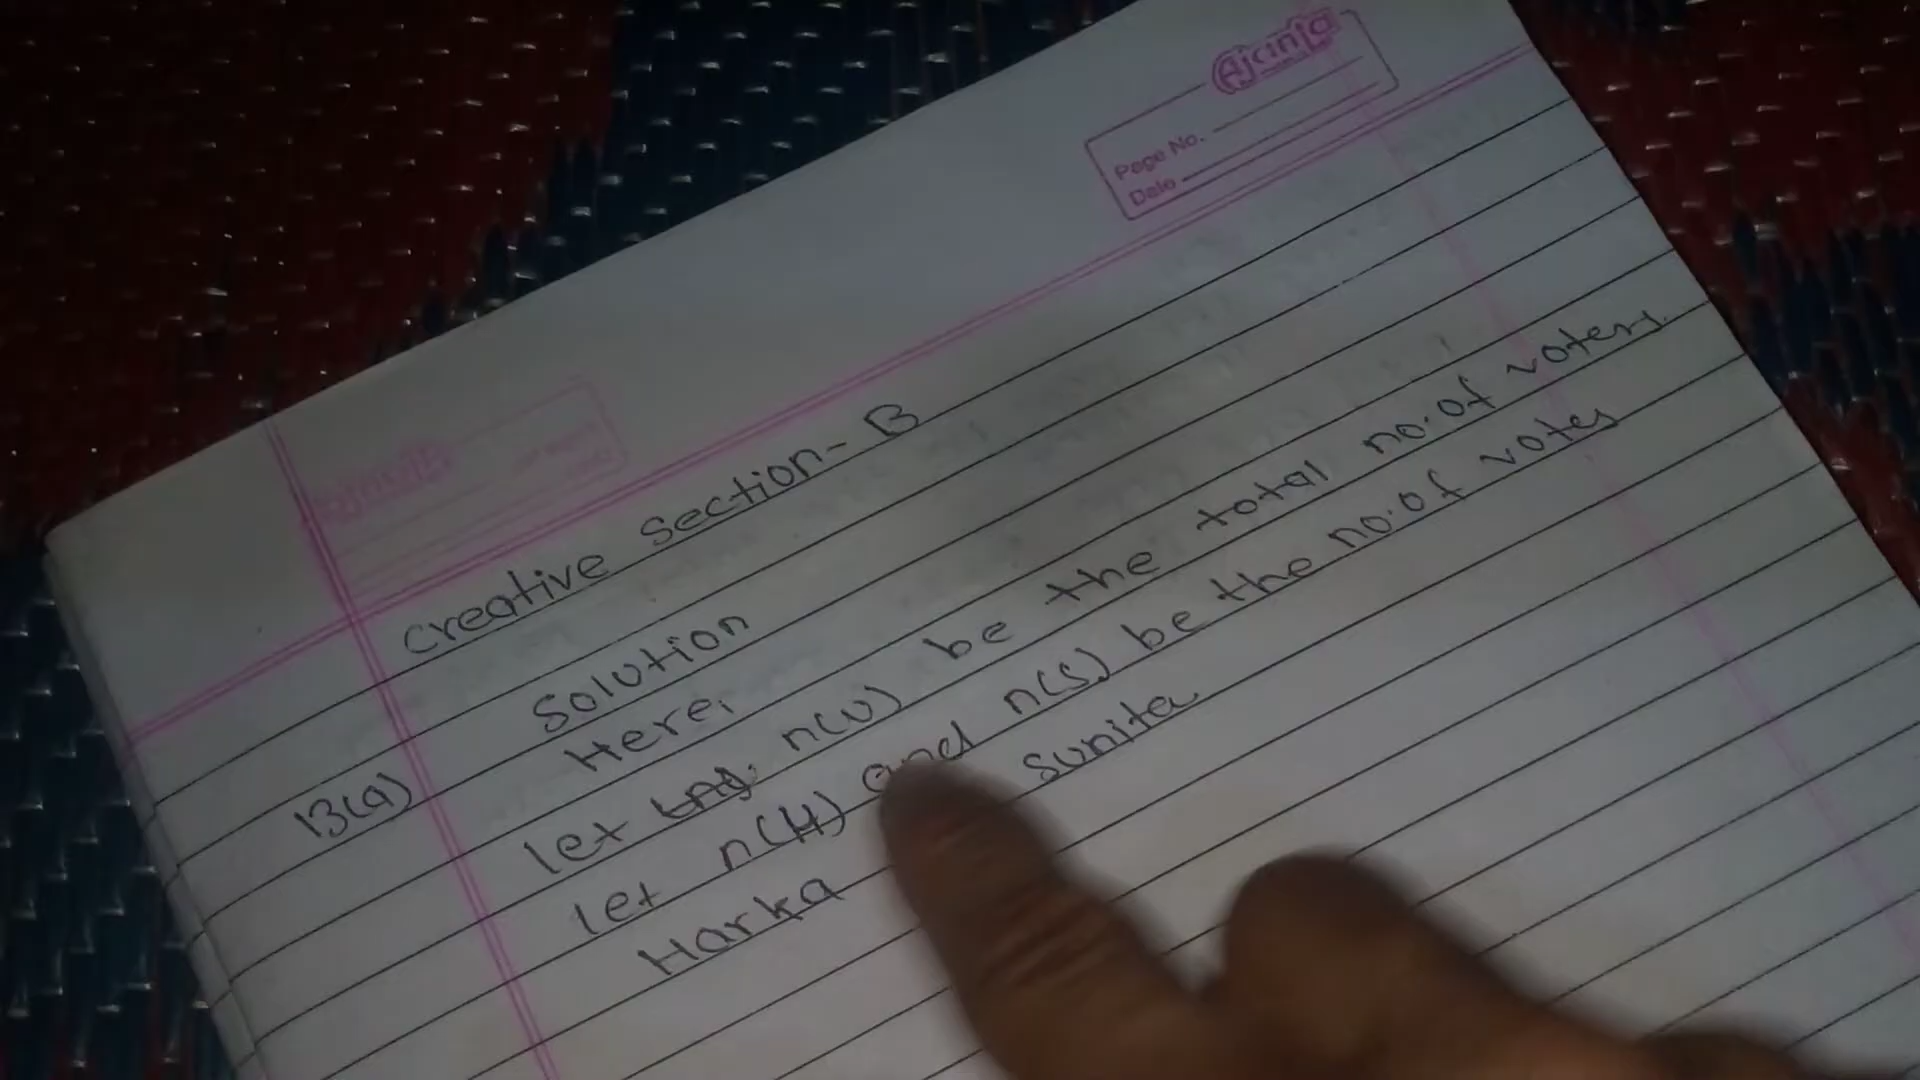 Ajanta
Page No.
Date
Creative Section-B
Solution
13(a) Here,
let n(U) be the total no. of voters
let n(H) and n(S) be the no. of votes
Harka Sunita